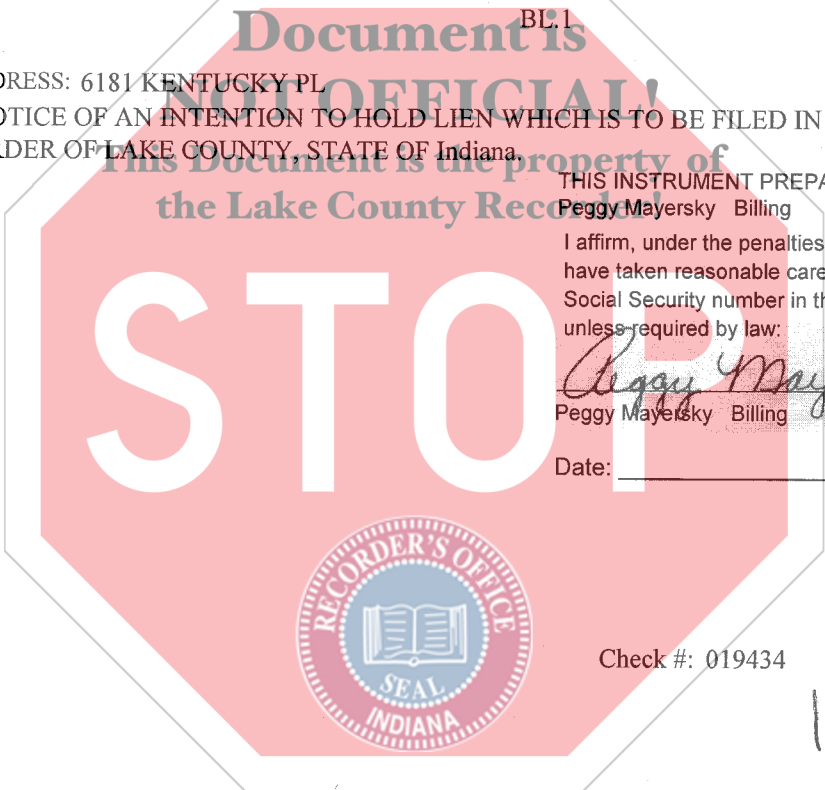 BL.1
Document is
DRESS: 6181 KENTUCKY PL
NOT OFFICIAL!
OTICE OF AN INTENTION TO HOLD LIEN WHICH IS TO BE FILED IN
RDER OF LAKE COUNTY, STATE OF Indiana.
This Document is the property of
the Lake County Recorder!
THIS INSTRUMENT PREPA
Peggy Mayersky Billing
I affirm, under the penalties
have taken reasonable care
Social Security number in th
unless required by law:
STOP
Peggy May
Peggy Mayersky Billing
Date:
RECORDER'S OFFICE
SEAL
INDIANA
Check #: 019434